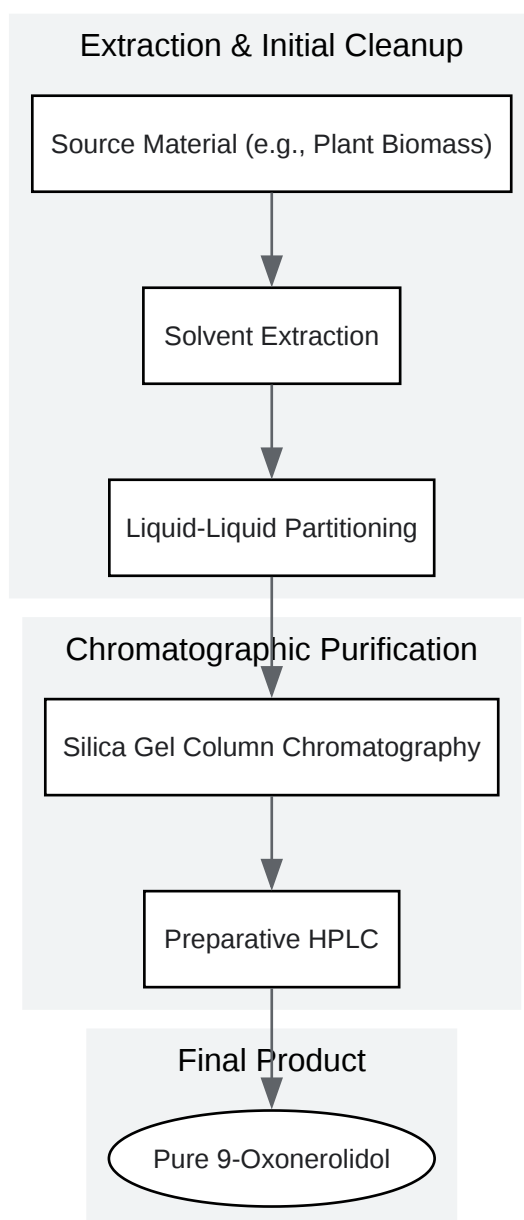 Extraction & Initial Cleanup
Source Material (e.g., Plant Biomass)
Solvent Extraction
Liquid-Liquid Partitioning
Chromatographic Purification
Silica Gel Column Chromatography
Preparative HPLC
Final Product
Pure 9-Oxonerolidol